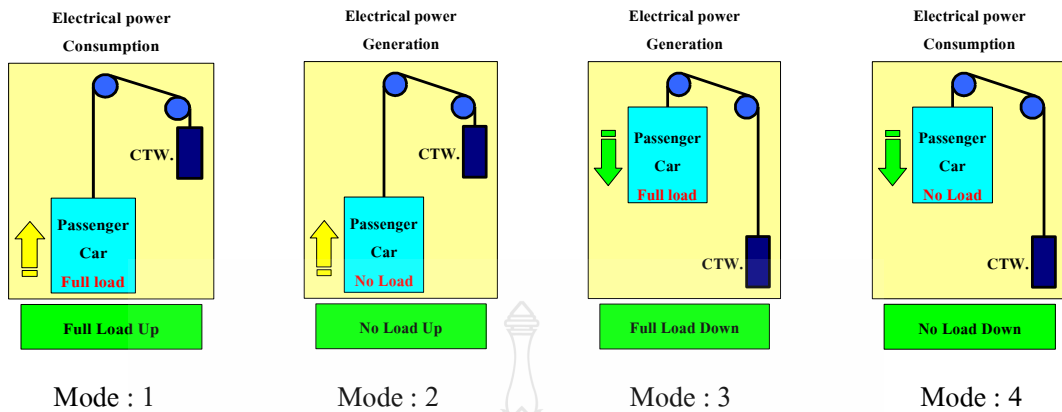 Electrical power
Consumption
CTW.
Passenger
Car
Full load
Full Load Up
Mode : 1
Electrical power
Generation
CTW.
Passenger
Car
No Load
No Load Up
Mode : 2
Electrical power
Generation
Passenger
Car
Full load
CTW.
Full Load Down
Mode : 3
Electrical power
Consumption
Passenger
Car
No Load
CTW.
No Load Down
Mode : 4